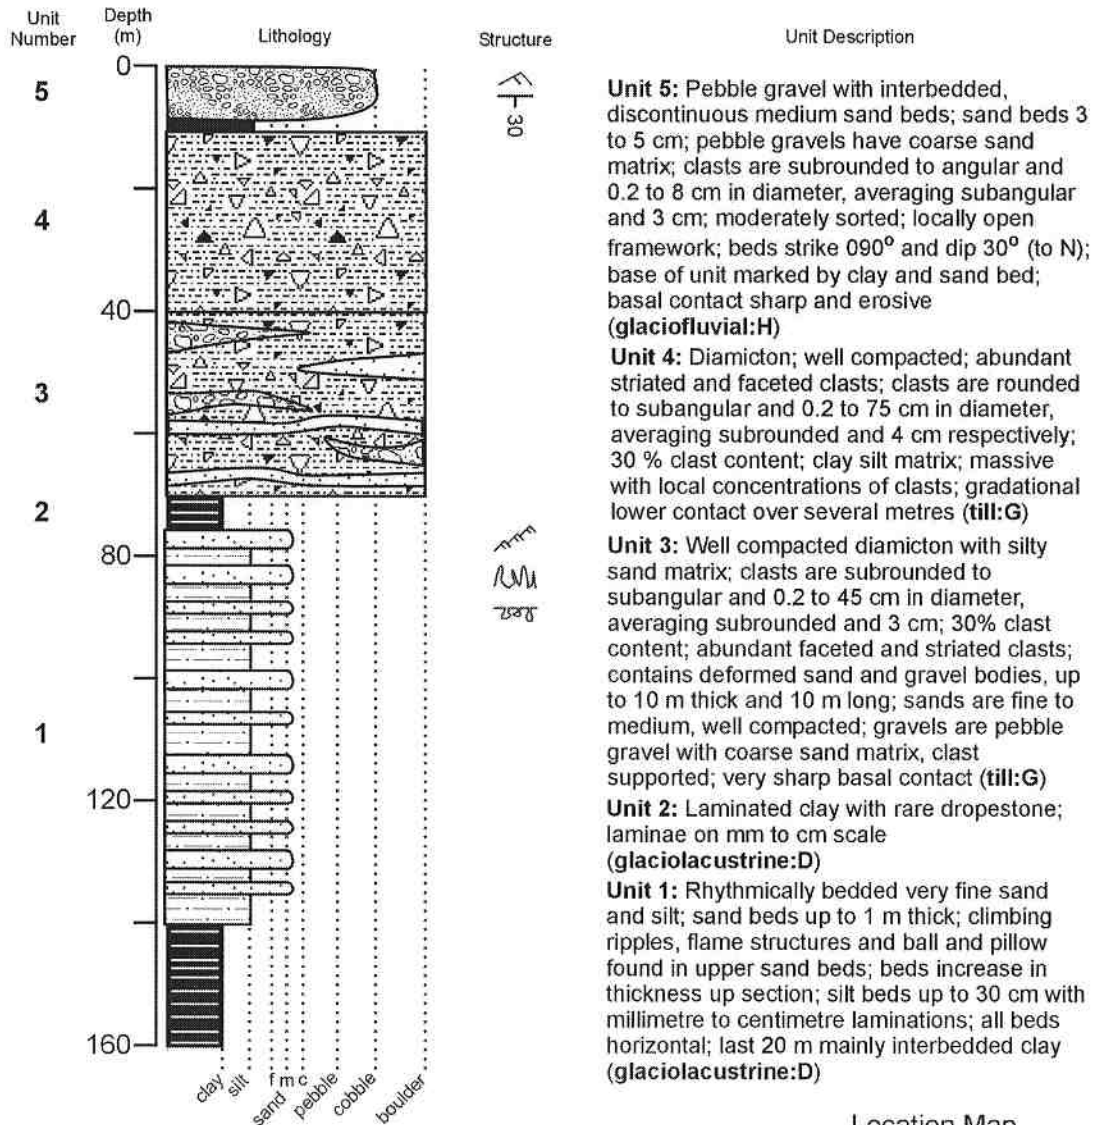 Unit
Number
Depth
(m)
Lithology
Structure
Unit Description
0
40
80
120
160
5
4
3
2
1
30
clay
silt
f m c
sand
pebble
cobble
boulder
Unit 5: Pebble gravel with interbedded,
discontinuous medium sand beds; sand beds 3
to 5 cm; pebble gravels have coarse sand
matrix; clasts are subrounded to angular and
0.2 to 8 cm in diameter, averaging subangular
and 3 cm; moderately sorted; locally open
framework; beds strike 090° and dip 30° (to N);
base of unit marked by clay and sand bed;
basal contact sharp and erosive
(glaciofluvial:H)
Unit 4: Diamicton; well compacted; abundant
striated and faceted clasts; clasts are rounded
to subangular and 0.2 to 75 cm in diameter,
averaging subrounded and 4 cm respectively;
30 % clast content; clay silt matrix; massive
with local concentrations of clasts; gradational
lower contact over several metres (till:G)
Unit 3: Well compacted diamicton with silty
sand matrix; clasts are subrounded to
subangular and 0.2 to 45 cm in diameter,
averaging subrounded and 3 cm; 30% clast
content; abundant faceted and striated clasts;
contains deformed sand and gravel bodies, up
to 10 m thick and 10 m long; sands are fine to
medium, well compacted; gravels are pebble
gravel with coarse sand matrix, clast
supported; very sharp basal contact (till:G)
Unit 2: Laminated clay with rare dropestone;
laminae on mm to cm scale
(glaciolacustrine:D)
Unit 1: Rhythmically bedded very fine sand
and silt; sand beds up to 1 m thick; climbing
ripples, flame structures and ball and pillow
found in upper sand beds; beds increase in
thickness up section; silt beds up to 30 cm with
millimetre to centimetre laminations; all beds
horizontal; last 20 m mainly interbedded clay
(glaciolacustrine:D)
Location Map